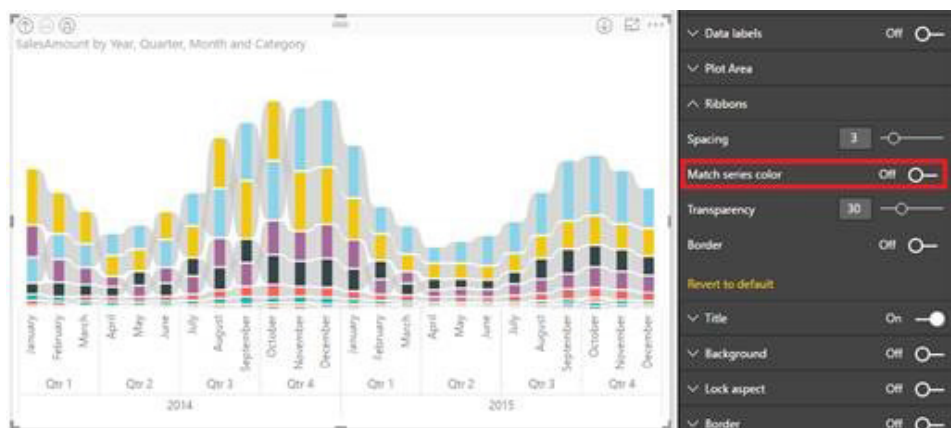 SalesAmount by Year, Quarter, Month and Category
January February March April May June July August September October November December January February March April May June July August September October November December
Qtr 1 Qtr 2 Qtr 3 Qtr 4 Qtr 1 Qtr 2 Qtr 3 Qtr 4
2014 2015
Data labels Off
Plot Area
Ribbons
Spacing 3
Match series color Off
Transparency 30
Border Off
Revert to default
Title On
Background Off
Lock aspect Off
Border Off